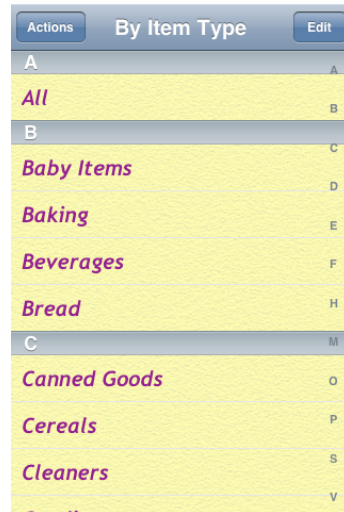 Actions By Item Type Edit
A
All
B
Baby Items
Baking
Beverages
Bread
C
Canned Goods
Cereals
Cleaners
A
B
C
D
E
F
H
M
O
P
S
V